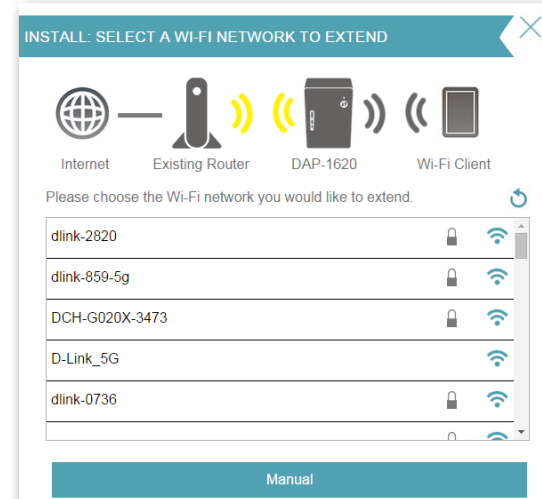 INSTALL: SELECT A WI-FI NETWORK TO EXTEND
Internet Existing Router DAP-1620 Wi-Fi Client
Please choose the Wi-Fi network you would like to extend.
dlink-2820
dlink-859-5g
DCH-G020X-3473
D-Link_5G
dlink-0736
Manual